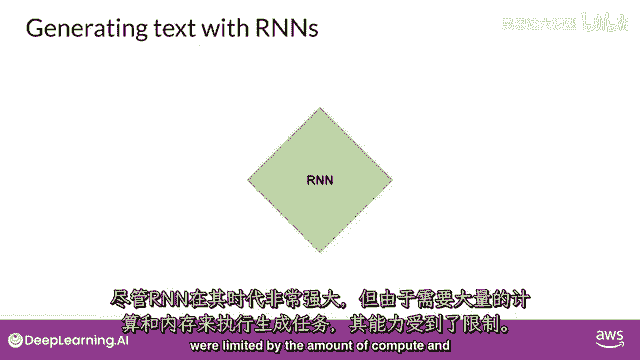 Generating text with RNNs
RNN
尽管RNN在其时代非常强大，但由于需要大量的计
算和内存来执行生成任务，其能力受到了限制。
were limited by the amount of compute and
DeepLearning.AI
aws